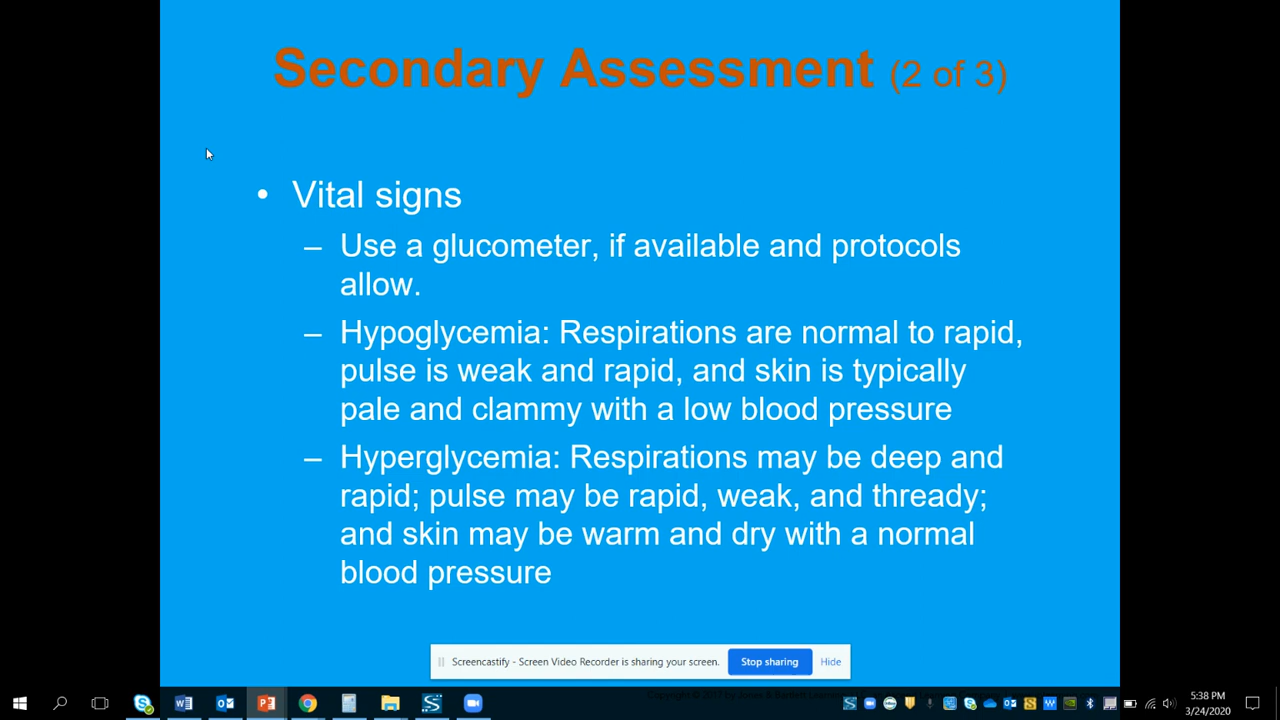 Secondary Assessment (2 of 3)
• Vital signs
– Use a glucometer, if available and protocols
allow.
– Hypoglycemia: Respirations are normal to rapid,
pulse is weak and rapid, and skin is typically
pale and clammy with a low blood pressure
– Hyperglycemia: Respirations may be deep and
rapid; pulse may be rapid, weak, and thready;
and skin may be warm and dry with a normal
blood pressure
Screencastify - Screen Video Recorder is sharing your screen. Stop sharing Hide
5:38 PM
3/24/2020